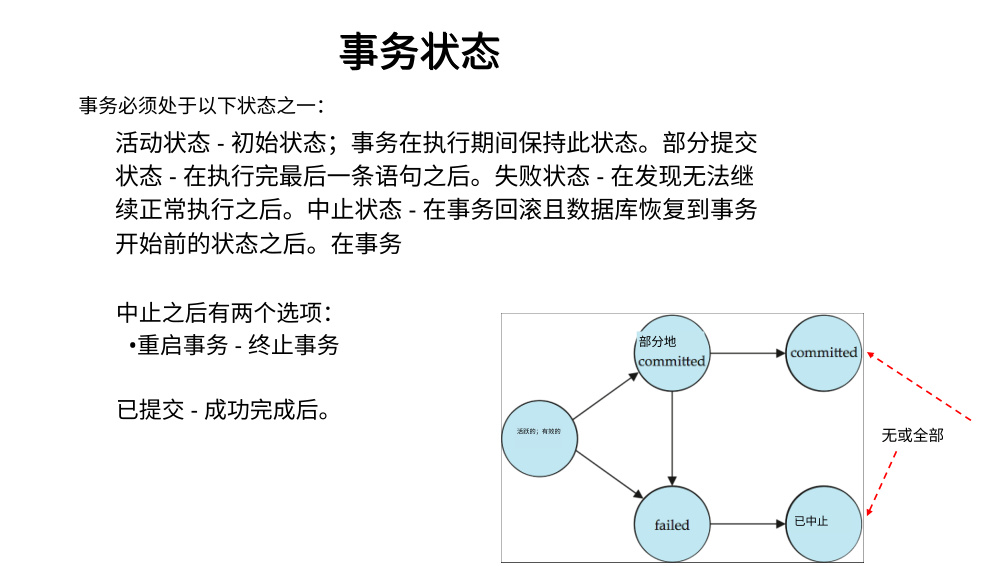 事务状态
事务必须处于以下状态之一：
活动状态 - 初始状态；事务在执行期间保持此状态。部分提交
状态 - 在执行完最后一条语句之后。失败状态 - 在发现无法继
续正常执行之后。中止状态 - 在事务回滚且数据库恢复到事务
开始前的状态之后。在事务
中止之后有两个选项：
•重启事务 - 终止事务
已提交 - 成功完成后。
部分地
committed
committed
活跃的；有效的
无或全部
failed
已中止